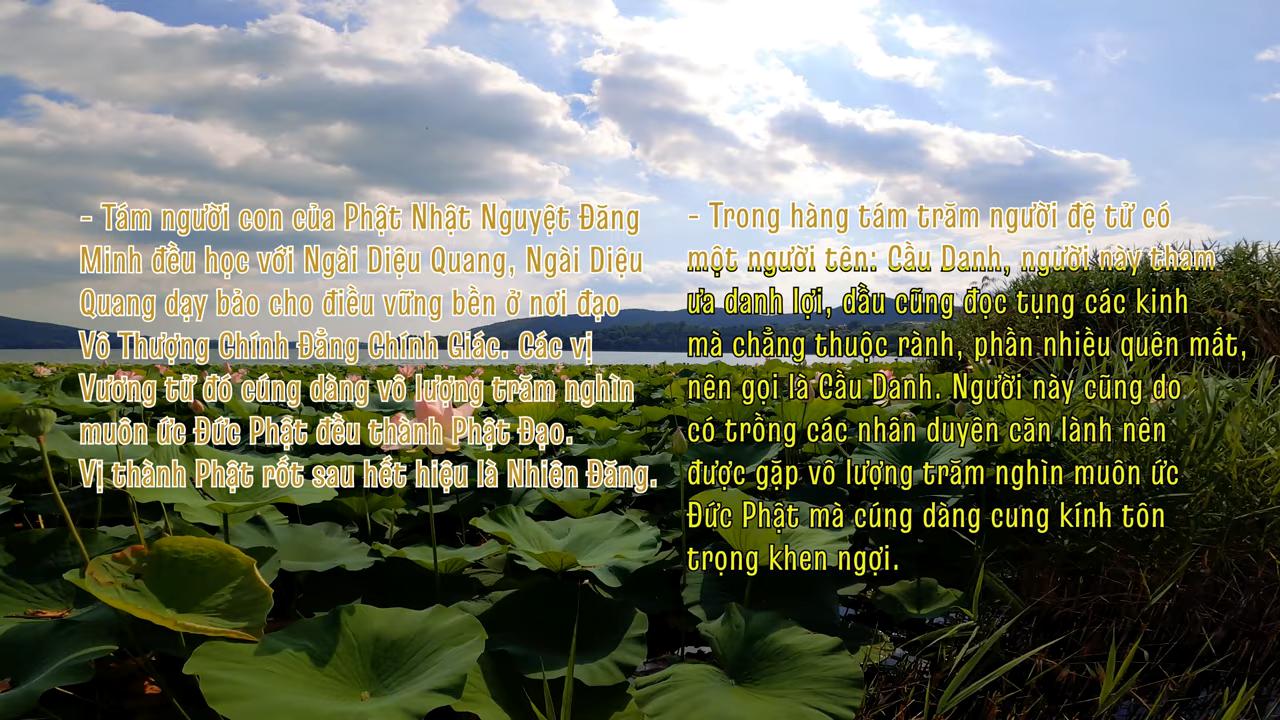 - Tám người con của Phật Nhật Nguyệt Đăng
Minh đều học với Ngài Diệu Quang, Ngài Diệu
Quang dạy bảo cho điều vững bền ở nơi đạo
Vô Thượng Chính Đẳng Chính Giác. Các vị
Vương tử đó cúng dàng vô lượng trăm nghìn
muôn ức Đức Phật đều thành Phật Đạo.
Vị thành Phật rốt sau hết hiệu là Nhiên Đăng.
- Trong hàng tám trăm người đệ tử có
một người tên: Cầu Danh, người này tham
ưa danh lợi, dầu cũng đọc tụng các kinh
mà chẳng thuộc rành, phần nhiều quên mất,
nên gọi là Cầu Danh. Người này cũng do
có trồng các nhân duyên căn lành nên
được gặp vô lượng trăm nghìn muôn ức
Đức Phật mà cúng dàng cung kính tôn
trọng khen ngợi.